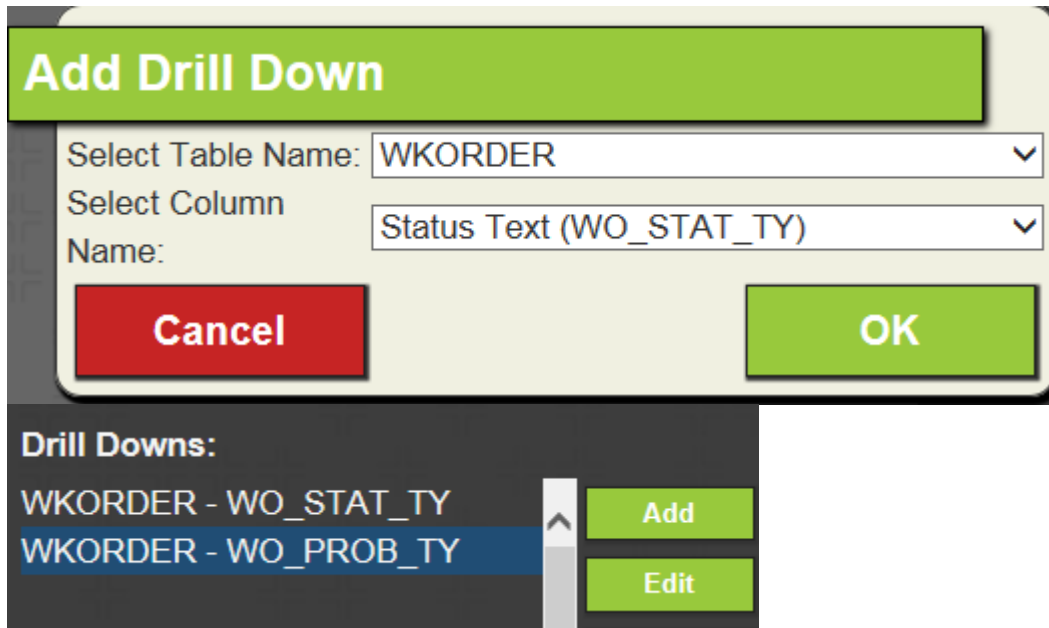 Add Drill Down
Select Table Name: WKORDER
Select Column
Name:
Status Text (WO_STAT_TY)
Cancel OK
Drill Downs:
WKORDER - WO_STAT_TY
WKORDER - WO_PROB_TY
Add
Edit